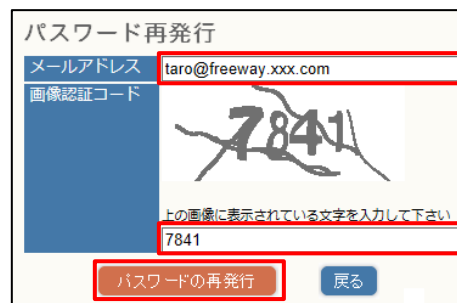 パスワード再発行
メールアドレス taro@freeway.xxx.com
画像認証コード
7841
上の画像に表示されている文字を入力して下さい
7841
パスワードの再発行 戻る